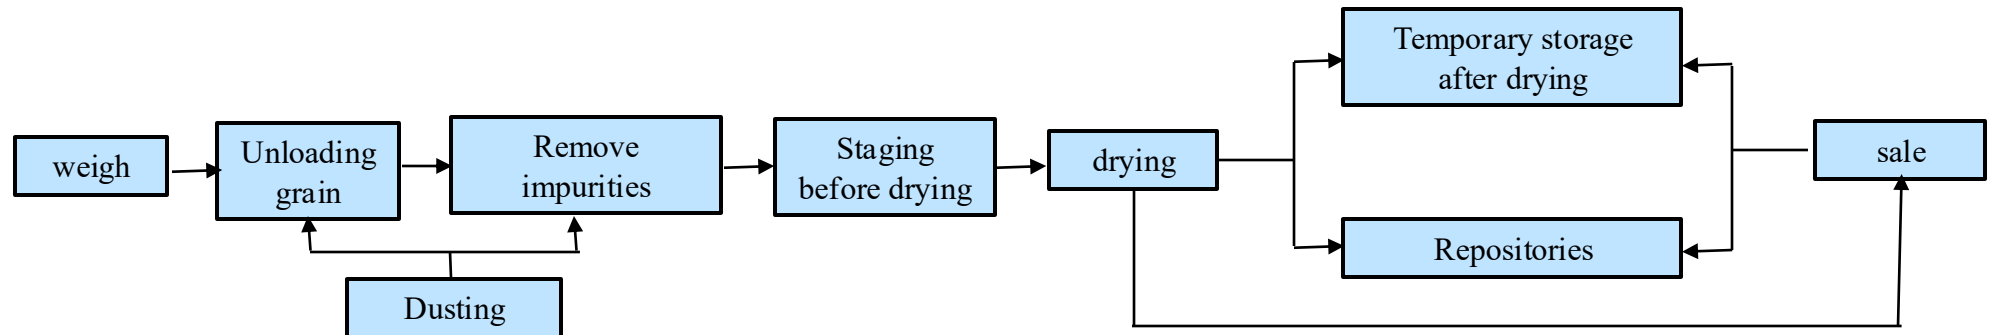 weigh
Unloading
grain
Remove
impurities
Dusting
Staging
before drying
drying
Temporary storage
after drying
Repositories
sale